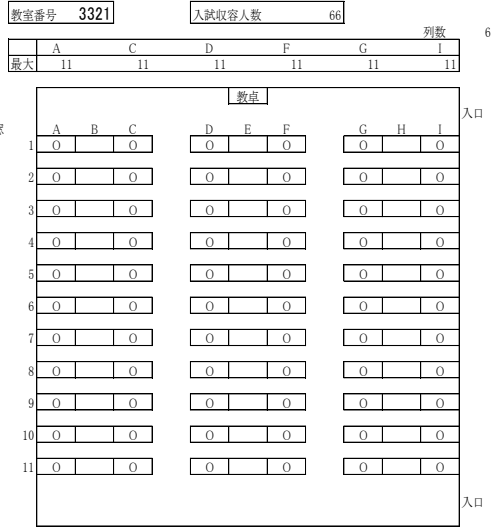 教室番号 3321 入試収容人数 66
列数 6
A C D F G I
最大 11 11 11 11 11 11
教卓
入口
A B C D E F G H I
1 O O O O O O
2 O O O O O O
3 O O O O O O
4 O O O O O O
5 O O O O O O
6 O O O O O O
7 O O O O O O
8 O O O O O O
9 O O O O O O
10 O O O O O O
11 O O O O O O
入口